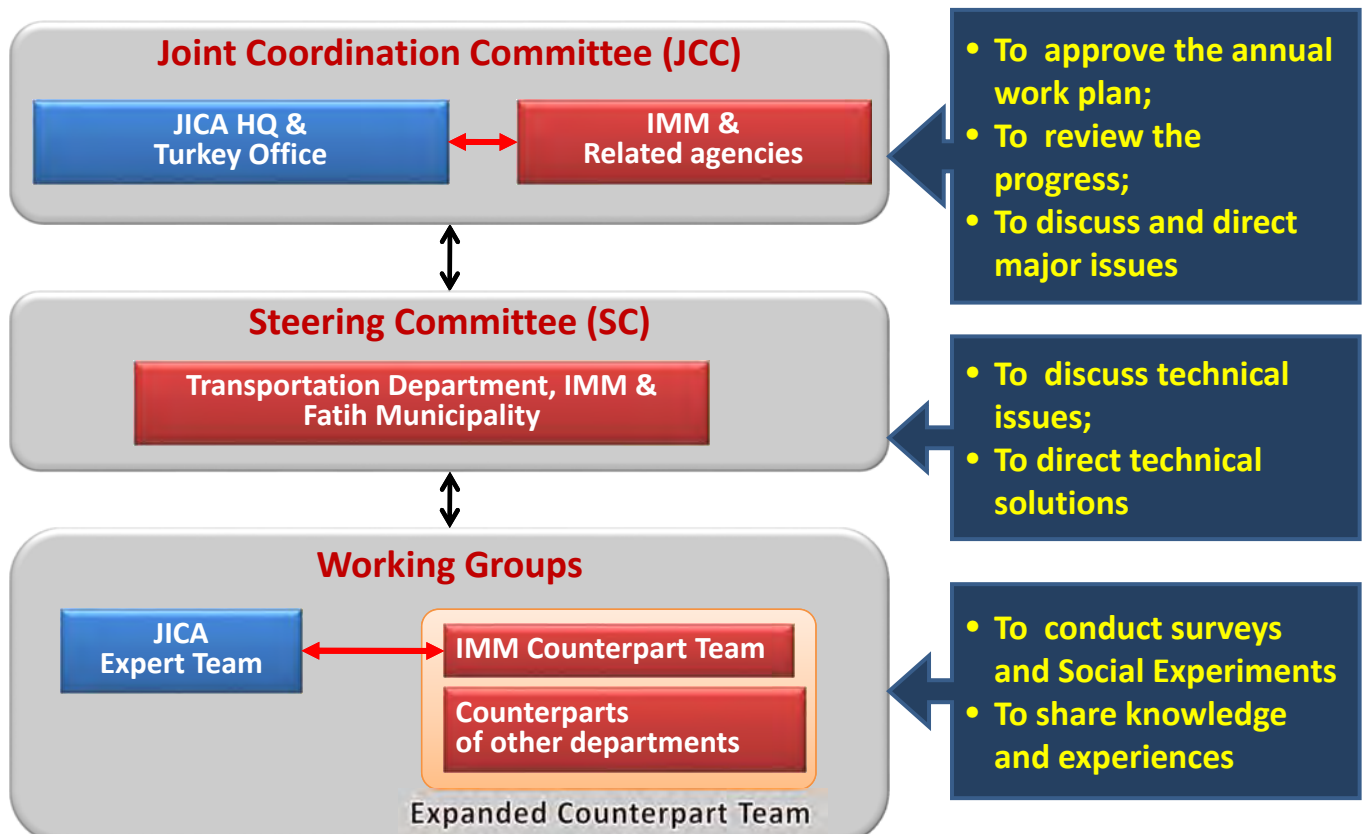 Joint Coordination Committee (JCC)
JICA HQ &
Turkey Office
IMM &
Related agencies
• To approve the annual
work plan;
• To review the
progress;
• To discuss and direct
major issues
Steering Committee (SC)
Transportation Department, IMM &
Fatih Municipality
• To discuss technical
issues;
• To direct technical
solutions
Working Groups
JICA
Expert Team
IMM Counterpart Team
Counterparts
of other departments
Expanded Counterpart Team
• To conduct surveys
and Social Experiments
• To share knowledge
and experiences